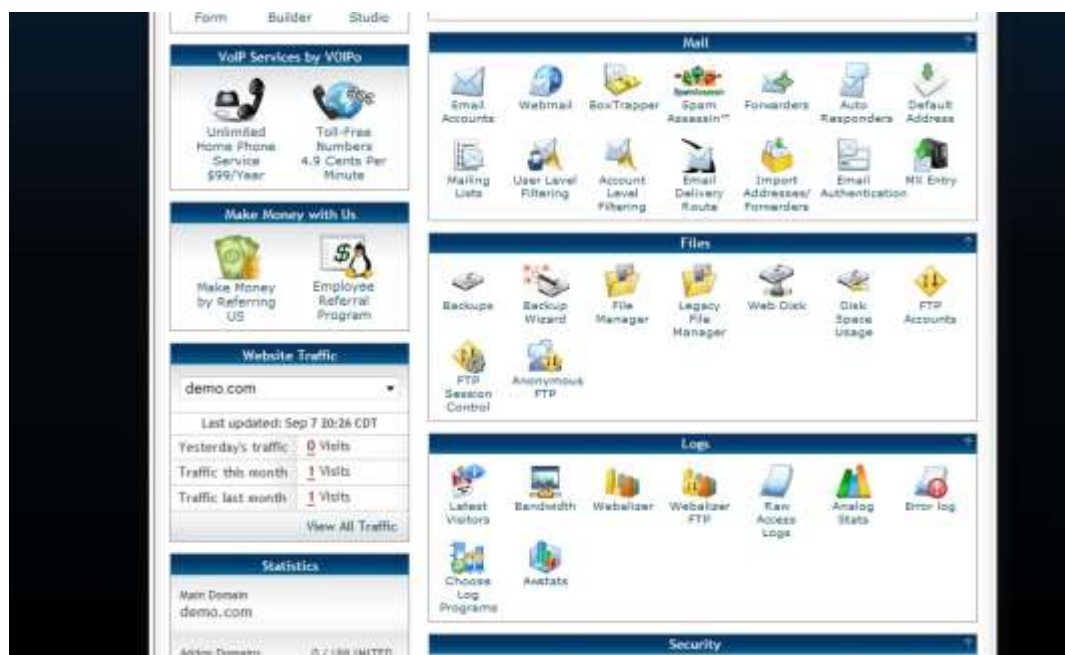 Form Builder Studio
VoIP Services by VOIPo
Unlimited
Home Phone
Service
$99/Year
Toll-Free
Numbers
4.9 Cents Per
Minute
Make Money with Us
Make Money
by Referring
US
Employee
Referral
Program
Website Traffic
demo.com
Last updated: Sep 7 20:26 CDT
Yesterday's traffic 0 Visits
Traffic this month 1 Visits
Traffic last month 1 Visits
View All Traffic
Statistics
Main Domain
demo.com
Addon Domains 0 / UNLIMITED
Mail
Email
Accounts
Webmail
BoxTrapper
Spam
Assassin™
Forwarders
Auto
Responders
Default
Address
Mailing
Lists
User Level
Filtering
Account
Level
Filtering
Email
Delivery
Route
Import
Addresses/
Forwarders
Email
Authentication
MX Entry
Files
Backups
Backup
Wizard
File
Manager
Legacy
File
Manager
Web Disk
Disk
Space
Usage
FTP
Accounts
FTP
Session
Control
Anonymous
FTP
Logs
Latest
Visitors
Bandwidth
Webalizer
Webalizer
FTP
Raw
Access
Logs
Analog
Stats
Error log
Choose
Log
Programs
Awstats
Security